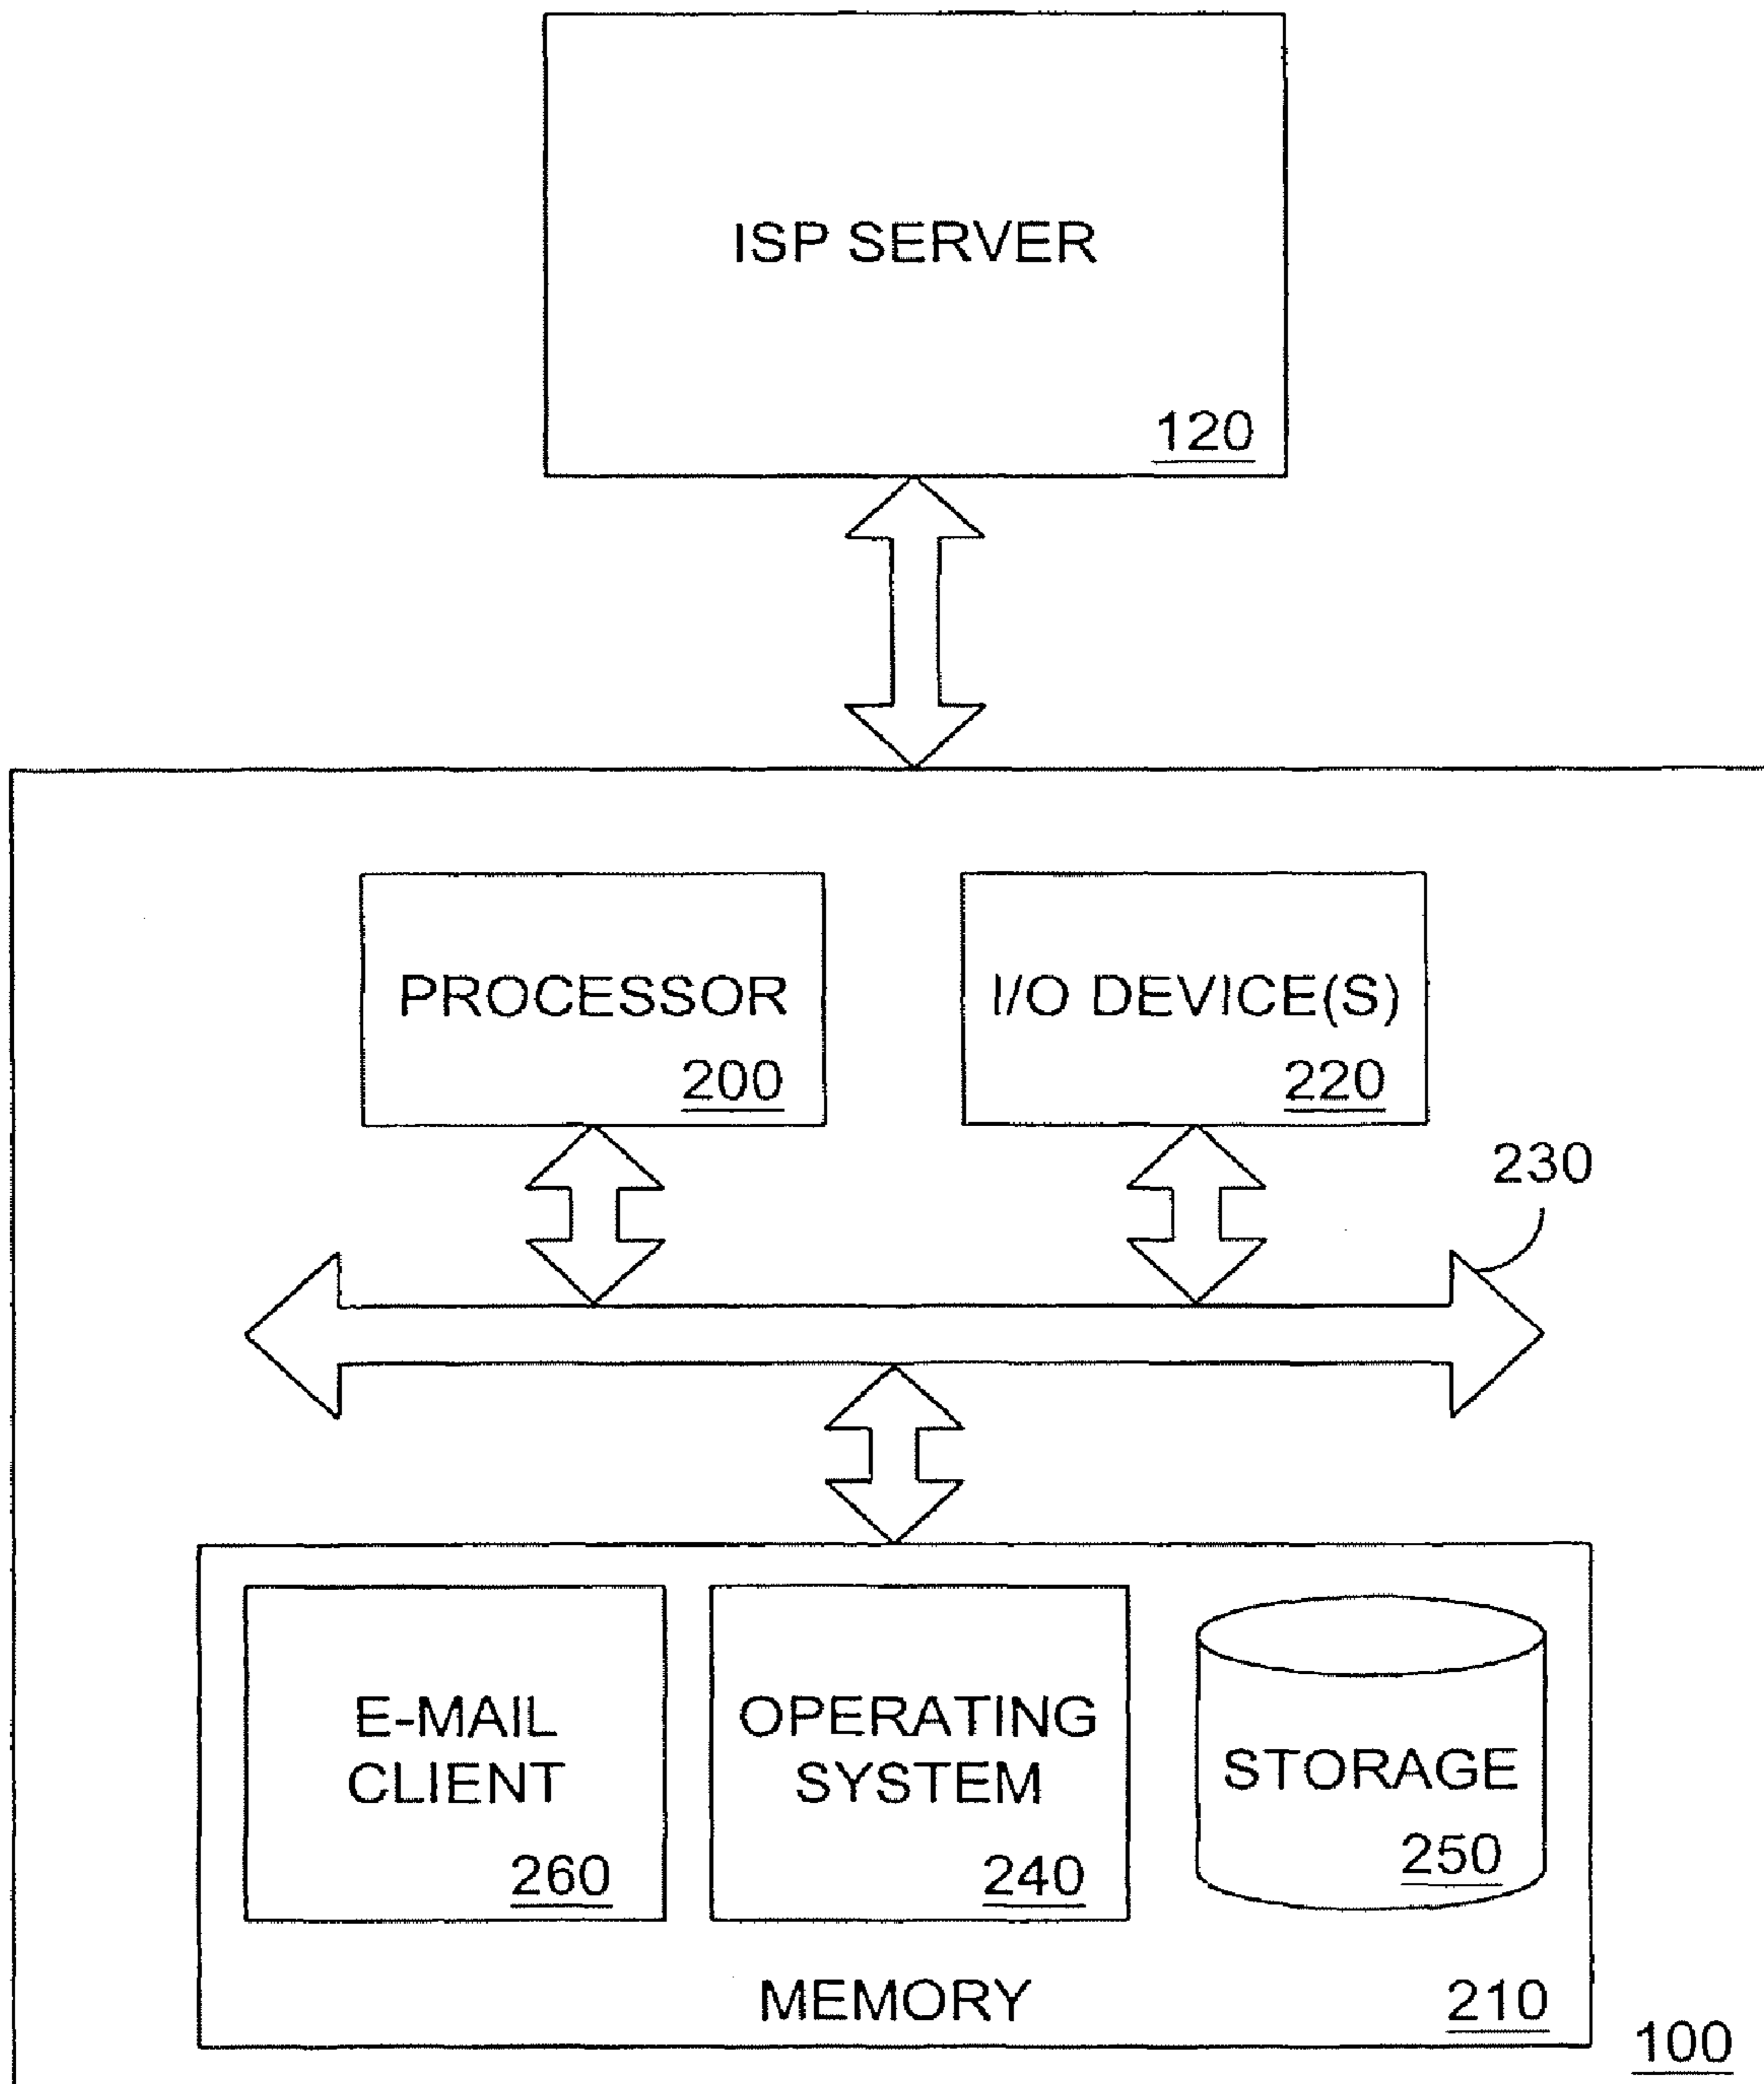 ISP SERVER
120
PROCESSOR
200
I/O DEVICE(S)
220
230
E-MAIL
CLIENT
260
OPERATING
SYSTEM
240
STORAGE
250
MEMORY
210
100